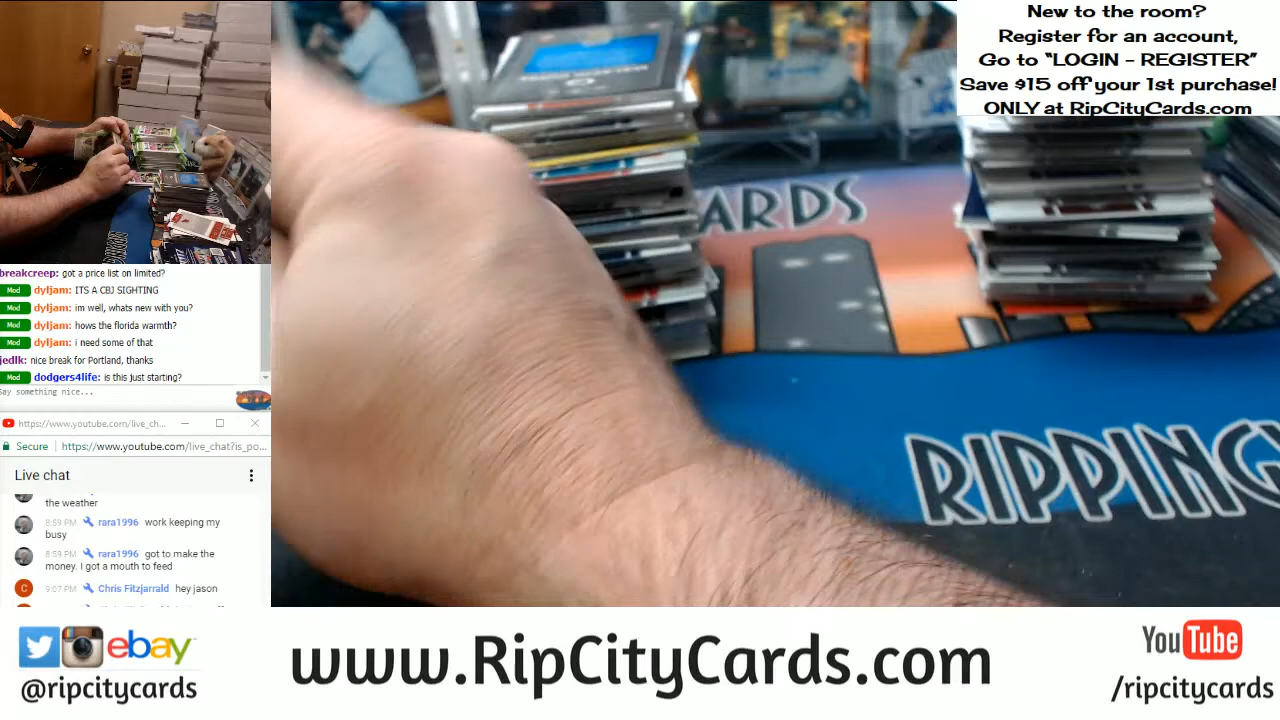 New to the room?
Register for an account,
Go to “LOGIN - REGISTER”
Save $15 off your 1st purchase!
ONLY at RipCityCards.com
CARDS
RIPPING
breakcreep: got a price list on limited?
Mod dyljam: ITS A CBJ SIGHTING
Mod dyljam: im well, whats new with you?
Mod dyljam: hows the florida warmth?
Mod dyljam: i need some of that
jedlk: nice break for Portland, thanks
Mod dodgers4life: is this just starting?
Say something nice...
https://www.youtube.com/live_ch...
Secure https://www.youtube.com/live_chat?is_po...
Live chat
the weather
8:59 PM rara1996 work keeping my
busy
8:59 PM rara1996 got to make the
money. I got a mouth to feed
C 9:07 PM Chris Fitzjarrald hey jason
ebay
@ripcitycards
www.RipCityCards.com
YouTube
/ripcitycards